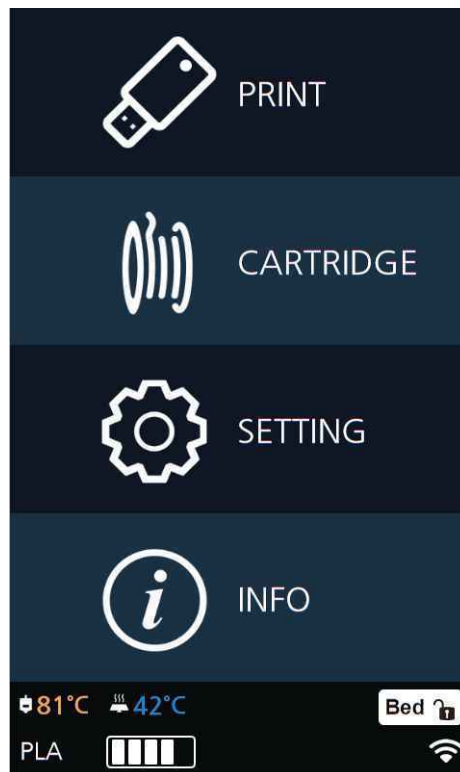 PRINT
CARTRIDGE
SETTING
INFO
81°C 42°C Bed
PLA